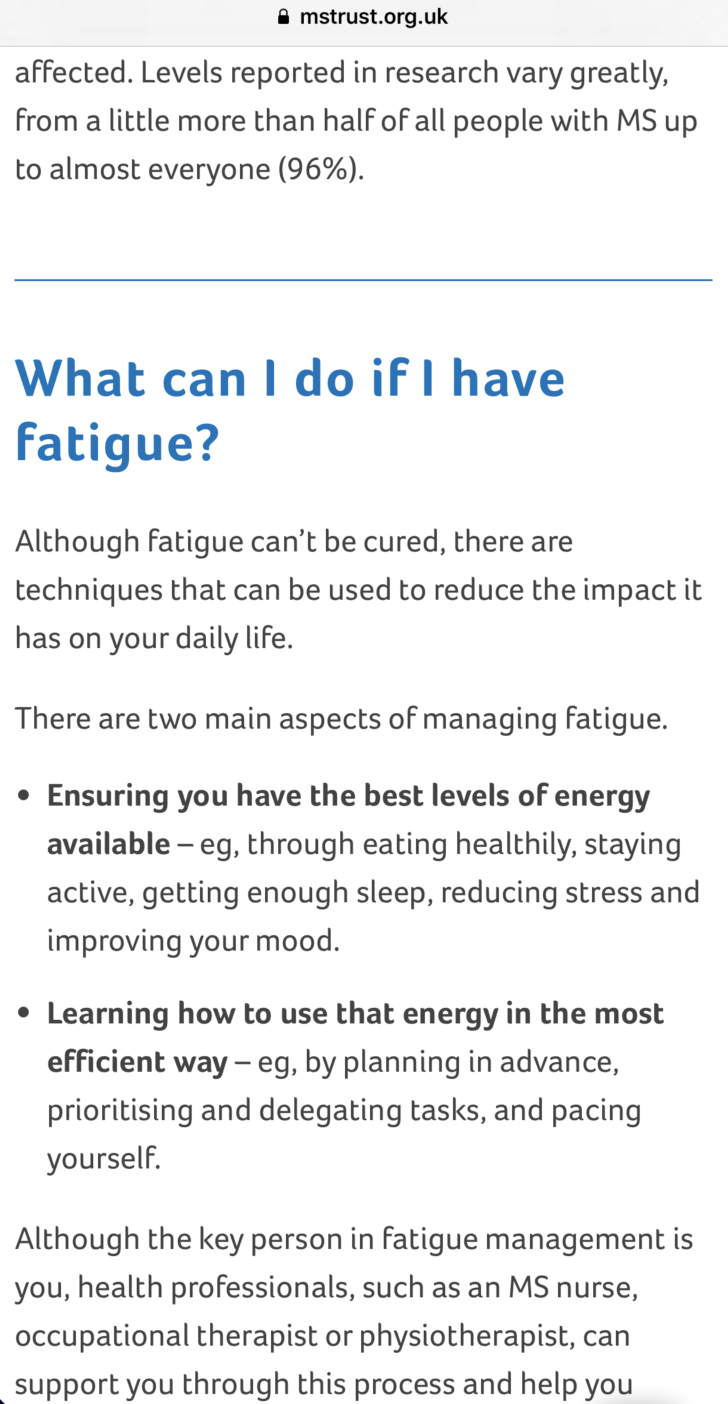 mstrust.org.uk
affected. Levels reported in research vary greatly,
from a little more than half of all people with MS up
to almost everyone (96%).
What can I do if I have
fatigue?
Although fatigue can’t be cured, there are
techniques that can be used to reduce the impact it
has on your daily life.
There are two main aspects of managing fatigue.
• Ensuring you have the best levels of energy
available – eg, through eating healthily, staying
active, getting enough sleep, reducing stress and
improving your mood.
• Learning how to use that energy in the most
efficient way – eg, by planning in advance,
prioritising and delegating tasks, and pacing
yourself.
Although the key person in fatigue management is
you, health professionals, such as an MS nurse,
occupational therapist or physiotherapist, can
support you through this process and help you